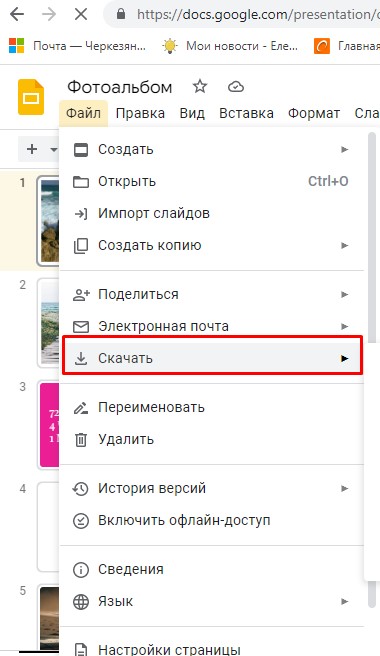 https://docs.google.com/presentation/
Почта — Черкезян...
Мои новости - Еле...
Главная
Фотоальбом
Файл Правка Вид Вставка Формат Сла
Создать
Открыть Ctrl+O
Импорт слайдов
Создать копию
Поделиться
Электронная почта
Скачать
Переименовать
Удалить
История версий
Включить офлайн-доступ
Сведения
Язык
Настройки страницы
1
2
3
72
4
1
4
5